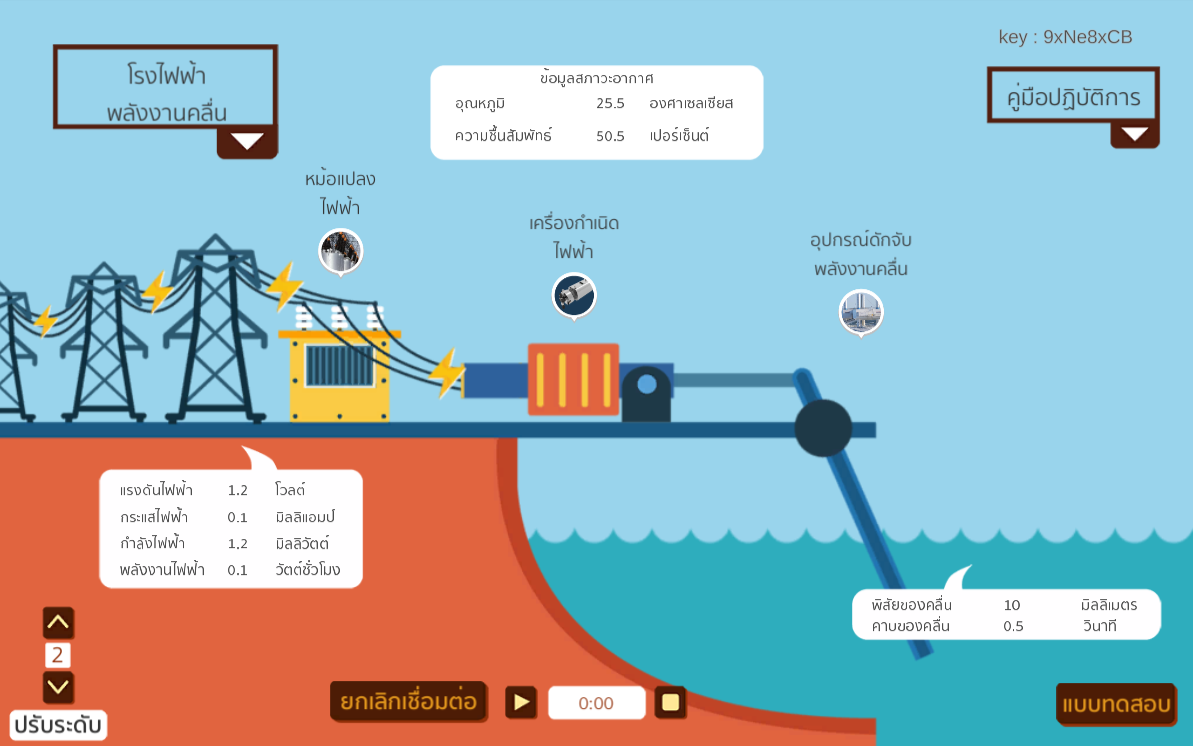 key : 9xNe8xCB
โรงไฟฟ้า
พลังงานคลื่น
ข้อมูลสภาวะอากาศ
อุณหภูมิ 25.5 องศาเซลเซียส
ความชื้นสัมพัทธ์ 50.5 เปอร์เซ็นต์
คู่มือปฏิบัติการ
หม้อแปลง
ไฟฟ้า
เครื่องกำเนิด
ไฟฟ้า
อุปกรณ์ดักจับ
พลังงานคลื่น
แรงดันไฟฟ้า 1.2 โวลต์
กระแสไฟฟ้า 0.1 มิลลิแอมป์
กำลังไฟฟ้า 1.2 มิลลิวัตต์
พลังงานไฟฟ้า 0.1 วัตต์ชั่วโมง
พิสัยของคลื่น 10 มิลลิเมตร
คาบของคลื่น 0.5 วินาที
2
ปรับระดับ
ยกเลิกเชื่อมต่อ
0:00
แบบทดสอบ